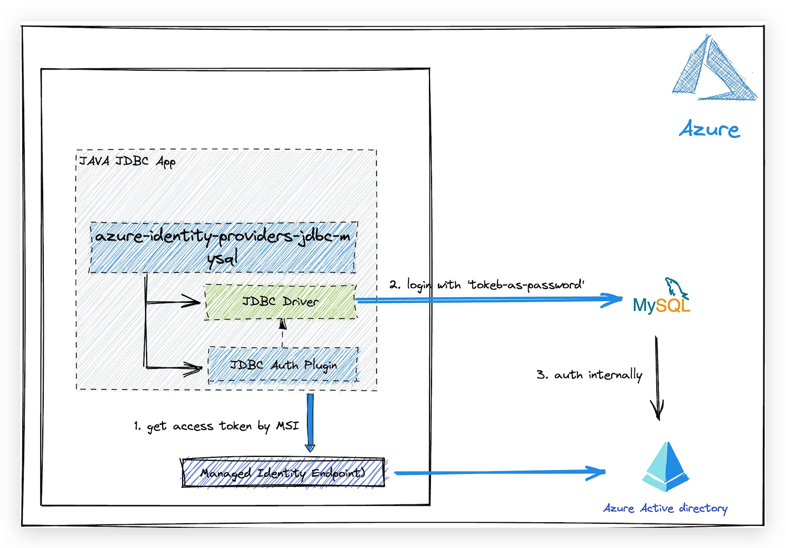 Azure
JAVA JDBC App
azure-identity-providers-jdbc-m
ysql
2. login with 'tokeb-as-password'
JDBC Driver
MySQL
JDBC Auth Plugin
3. auth internally
1. get access token by MSI
Managed Identity Endpoint)
Azure Active directory